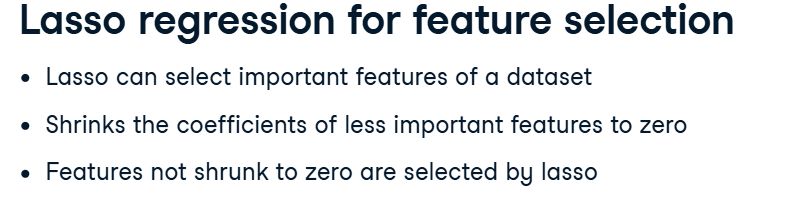 Lasso regression for feature selection
• Lasso can select important features of a dataset
• Shrinks the coefficients of less important features to zero
• Features not shrunk to zero are selected by lasso